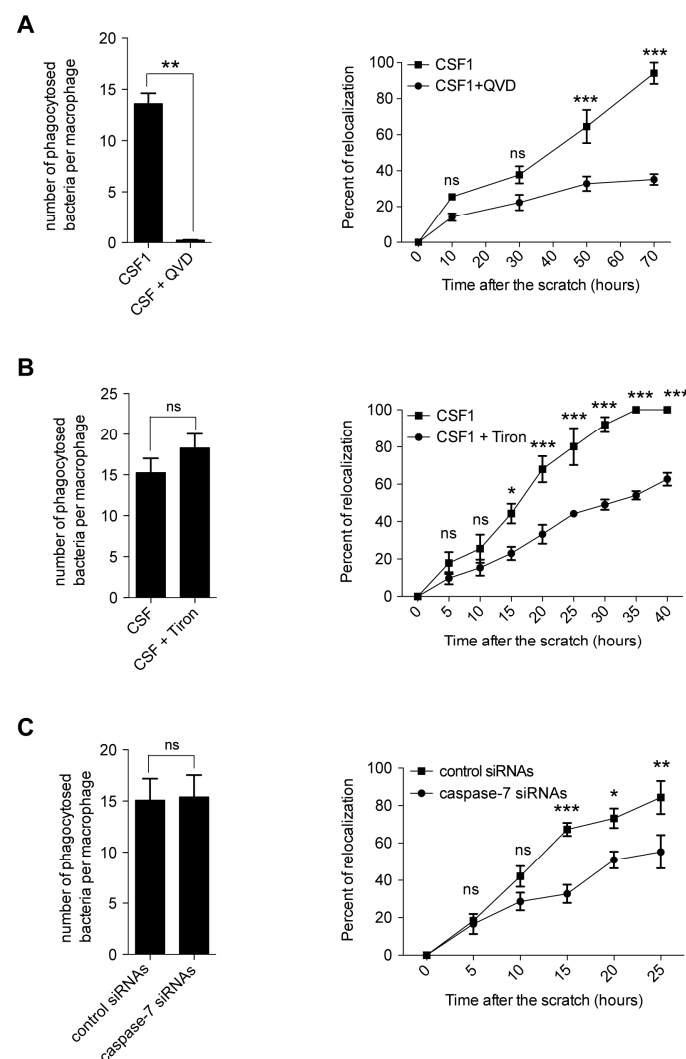 A
number of phagocytosed
bacteria per macrophage
20
15
10
5
0
**
CSF1
CSF + QVD
Percent of relocalization
100
80
60
40
20
0
CSF1
CSF1+QVD
ns
ns
***
***
0 10 20 30 40 50 60 70
Time after the scratch (hours)
B
number of phagocytosed
bacteria per macrophage
25
20
15
10
5
0
ns
CSF
CSF + Tiron
Percent of relocalization
100
80
60
40
20
0
CSF1
CSF1 + Tiron
ns
ns
*
***
***
***
***
***
0 5 10 15 20 25 30 35 40
Time after the scratch (hours)
C
number of phagocytosed
bacteria per macrophage
20
15
10
5
0
ns
control siRNAs
caspase-7 siRNAs
Percent of relocalization
100
80
60
40
20
0
control siRNAs
caspase-7 siRNAs
ns
ns
***
*
**
0 5 10 15 20 25
Time after the scratch (hours)